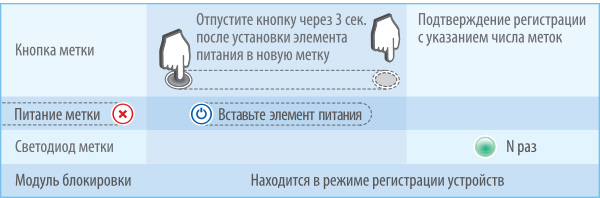 Отпустите кнопку через 3 сек.
после установки элемента
питания в новую метку
Подтверждение регистрации
с указанием числа меток
Кнопка метки
Питание метки
Вставьте элемент питания
Светодиод метки
N раз
Модуль блокировки
Находится в режиме регистрации устройств